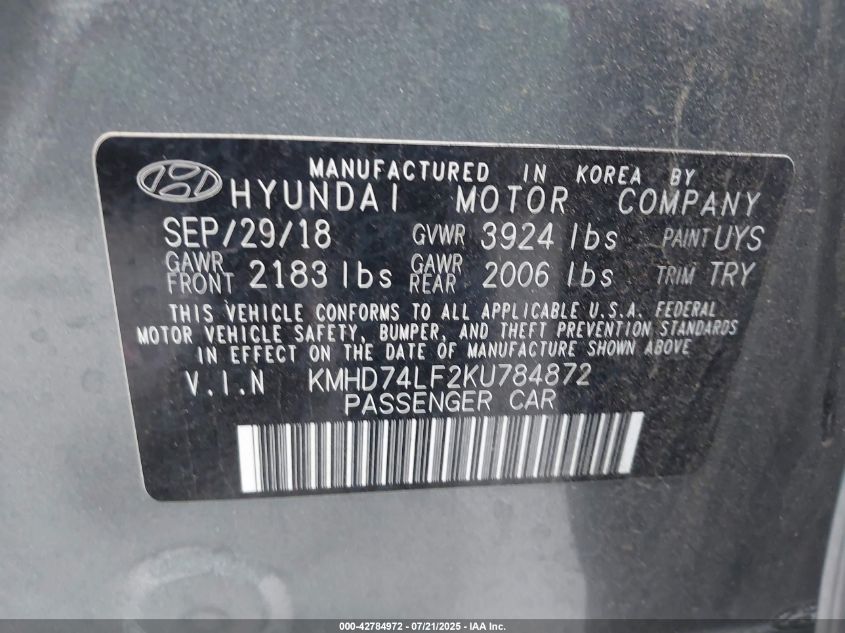 MANUFACTURED IN KOREA BY
HYUNDAI MOTOR COMPANY
SEP/29/18 GVWR 3924 lbs PAINT UYS
GAWR FRONT 2183 lbs GAWR REAR 2006 lbs TRIM TRY
THIS VEHICLE CONFORMS TO ALL APPLICABLE U.S.A. FEDERAL
MOTOR VEHICLE SAFETY, BUMPER, AND THEFT PREVENTION STANDARDS
IN EFFECT ON THE DATE OF MANUFACTURE SHOWN ABOVE
V.I.N KMHD74LF2KU784872
PASSENGER CAR
000-42784972 | 07/21/2025 - IAA Inc.